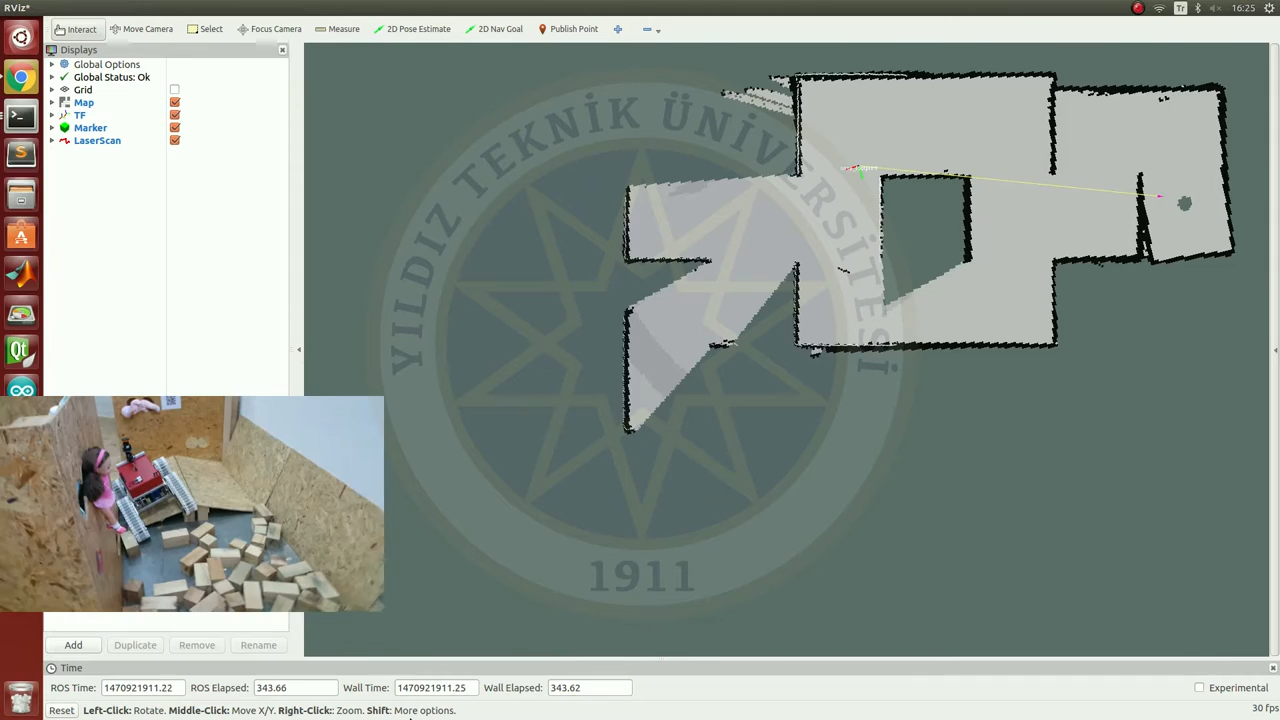 RViz*
Tr
16:25
Interact
Move Camera
Select
Focus Camera
Measure
2D Pose Estimate
2D Nav Goal
Publish Point
Displays
Global Options
Global Status: Ok
Grid
Map
TF
Marker
LaserScan
YILDIZ TEKNİK ÜNİVERSİTESİ
1911
Add
Duplicate
Remove
Rename
Time
ROS Time:
1470921911.22
ROS Elapsed:
343.66
Wall Time:
1470921911.25
Wall Elapsed:
343.62
Experimental
Reset
Left-Click: Rotate. Middle-Click: Move X/Y. Right-Click:: Zoom. Shift: More options.
30 fps